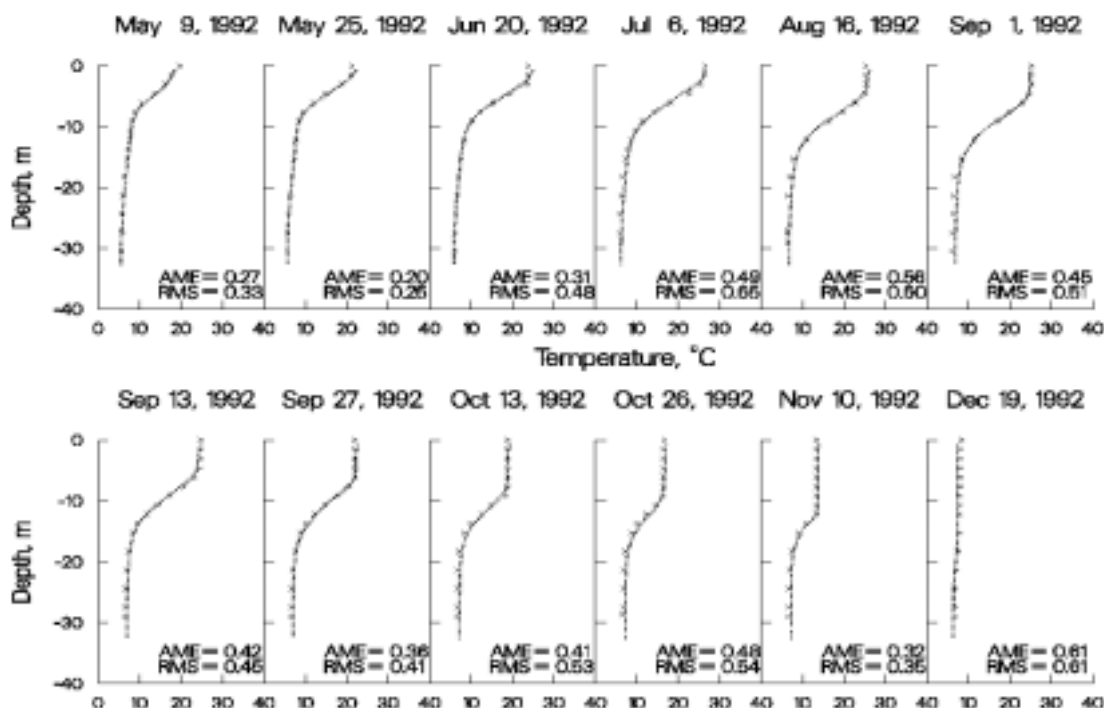 May 9, 1992 May 25, 1992 Jun 20, 1992 Jul 6, 1992 Aug 16, 1992 Sep 1, 1992
0
-10
-20
-30
-40
Depth, m
AME = 0.27 AME = 0.20 AME = 0.31 AME = 0.49 AME = 0.56 AME = 0.45
RMS = 0.33 RMS = RMS = 0.48 RMS = RMS = RMS = 0.51
0 10 20 30 40 10 20 30 40 10 20 30 40 10 20 30 40 10 20 30 40 10 20 30 40
Temperature, °C
Sep 13, 1992 Sep 27, 1992 Oct 13, 1992 Oct 26, 1992 Nov 10, 1992 Dec 19, 1992
0
-10
-20
-30
-40
Depth, m
AME = 0.42 AME = 0.36 AME = 0.41 AME = 0.48 AME = 0.32 AME = 0.61
RMS = RMS = 0.41 RMS = 0.53 RMS = 0.54 RMS = 0.35 RMS = 0.61
0 10 20 30 40 10 20 30 40 10 20 30 40 10 20 30 40 10 20 30 40 10 20 30 40